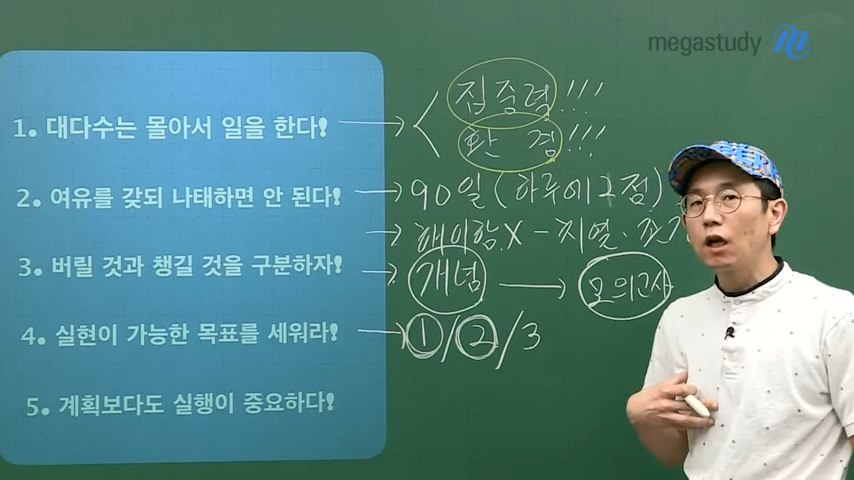 megastudy
1. 대다수는 몰아서 일을 한다!
집중력!!!
환경!!!
2. 여유를 갖되 나태하면 안 된다!
90일 (하루에 2점)
해이함 X - 지열.
3. 버릴 것과 챙길 것을 구분하자!
개념 모의고사
4. 실현이 가능한 목표를 세워라!
1/2/3
5. 계획보다도 실행이 중요하다!